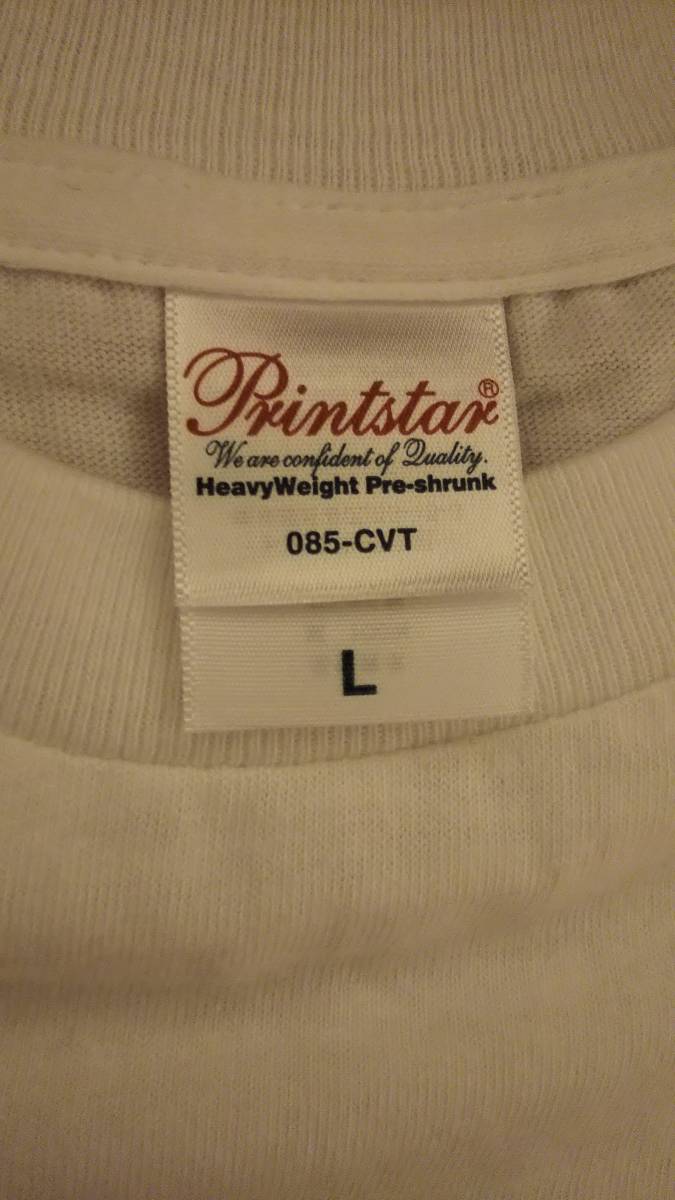 Printstar®
We are confident of Quality.
HeavyWeight Pre-shrunk
085-CVT
L